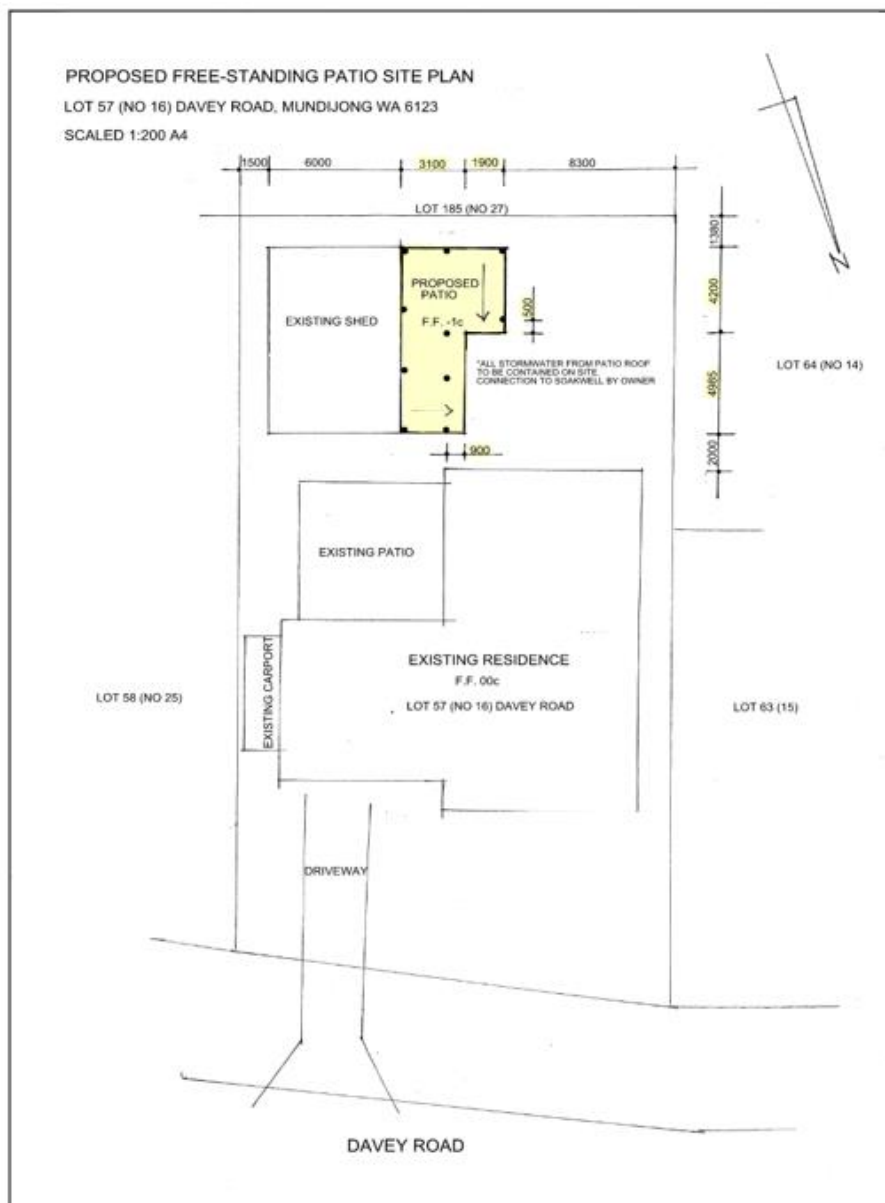 PROPOSED FREE-STANDING PATIO SITE PLAN
LOT 57 (NO 16) DAVEY ROAD, MUNDIJONG WA 6123
SCALED 1:200 A4
1500
6000
3100
1900
8300
LOT 185 (NO 27)
1380
N
PROPOSED
PATIO
4200
EXISTING SHED
F.F. -1c
500
*ALL STORMWATER FROM PATIO ROOF
TO BE CONTAINED ON SITE.
CONNECTION TO SOAKWELL BY OWNER
LOT 64 (NO 14)
4985
900
2000
EXISTING PATIO
EXISTING CARPORT
EXISTING RESIDENCE
F.F. 00c
LOT 57 (NO 16) DAVEY ROAD
LOT 58 (NO 25)
LOT 63 (15)
DRIVEWAY
DAVEY ROAD